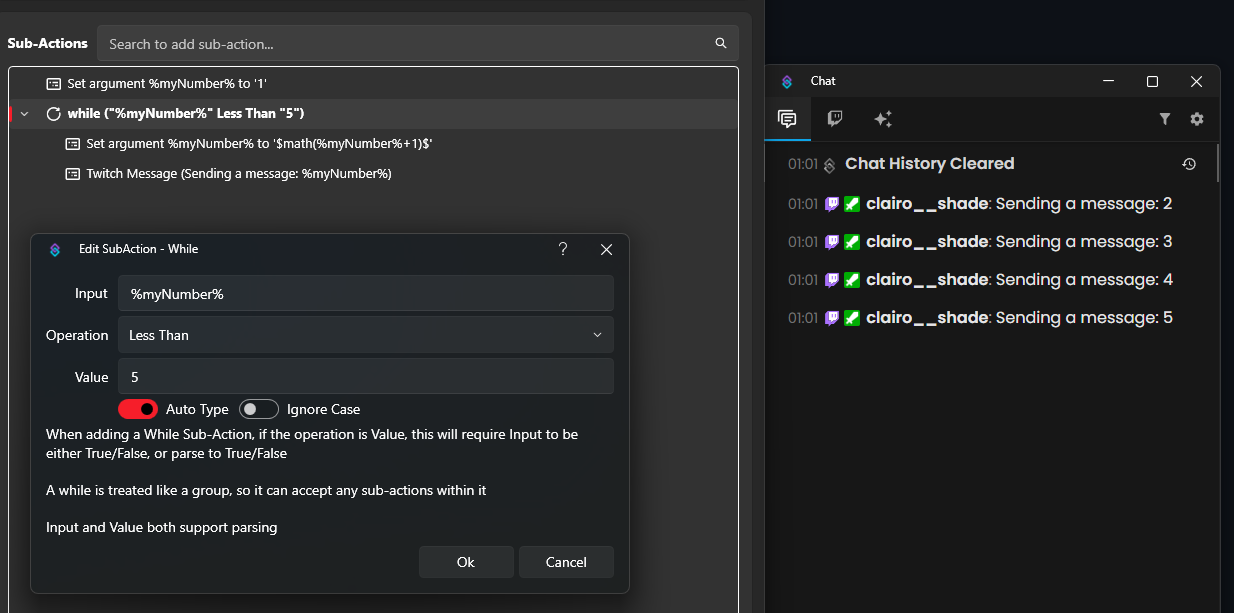 Sub-Actions
Search to add sub-action...
Set argument %myNumber% to '1'
while ("%myNumber%" Less Than "5")
Set argument %myNumber% to '$math(%myNumber%+1)$'
Twitch Message (Sending a message: %myNumber%)
Edit SubAction - While
?
Input
%myNumber%
Operation
Less Than
Value
5
Auto Type
Ignore Case
When adding a While Sub-Action, if the operation is Value, this will require Input to be
either True/False, or parse to True/False
A while is treated like a group, so it can accept any sub-actions within it
Input and Value both support parsing
Ok
Cancel
Chat
01:01 Chat History Cleared
01:01 clairo__shade: Sending a message: 2
01:01 clairo__shade: Sending a message: 3
01:01 clairo__shade: Sending a message: 4
01:01 clairo__shade: Sending a message: 5